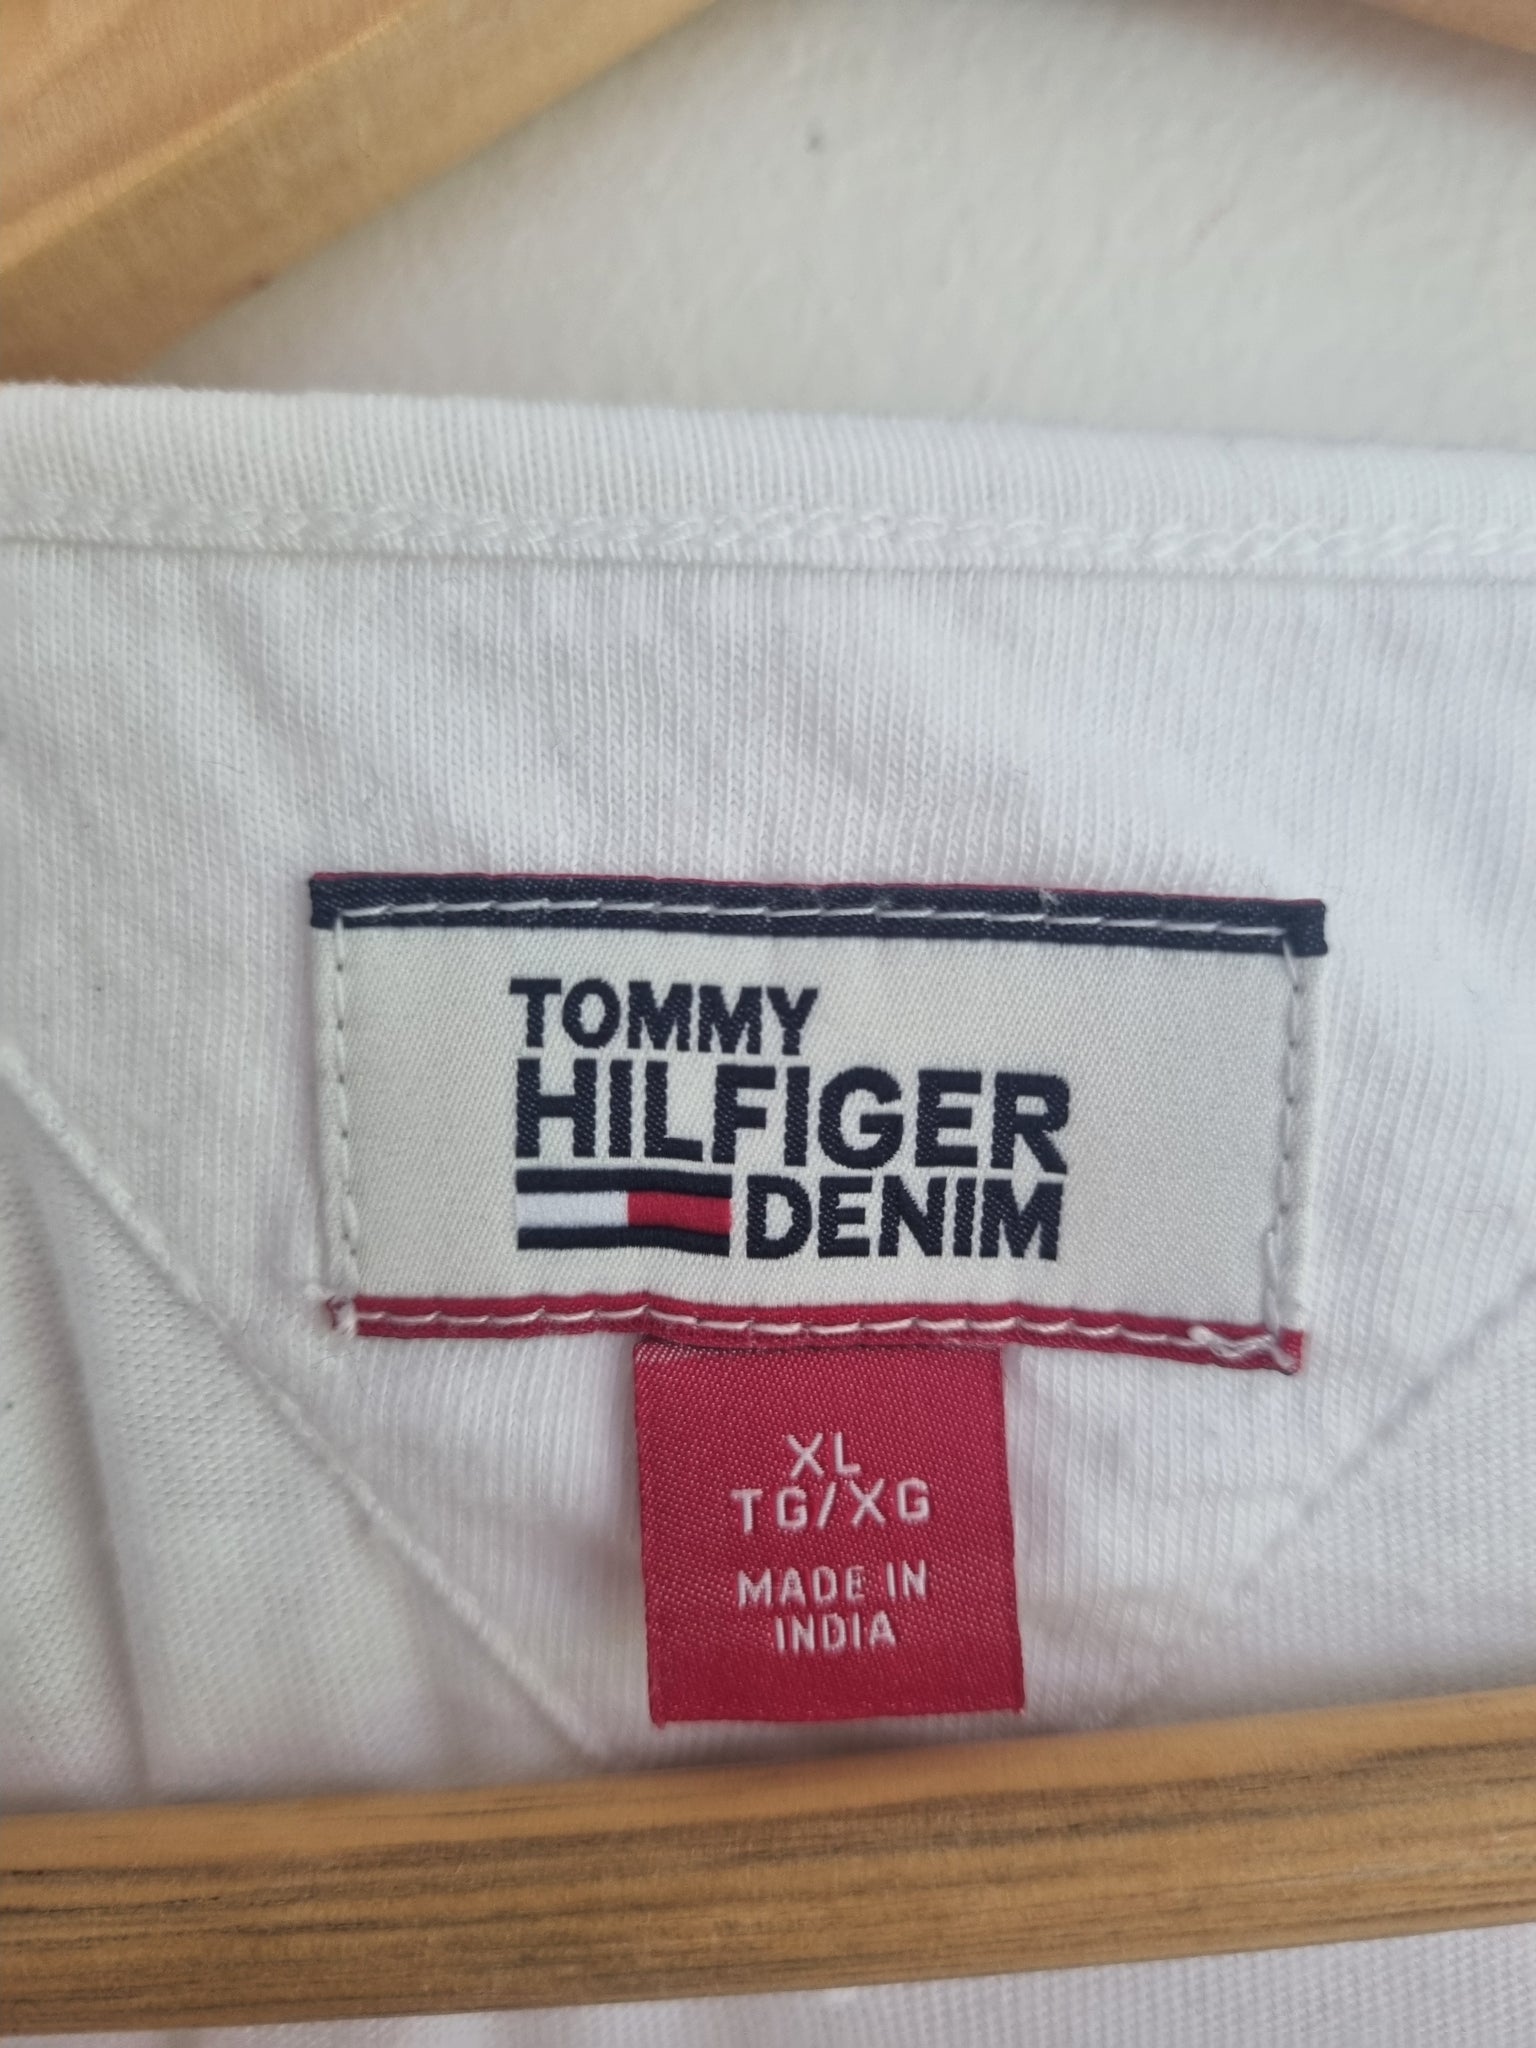 TOMMY
HILFIGER
DENIM
XL
TG/XG
MADE IN
INDIA